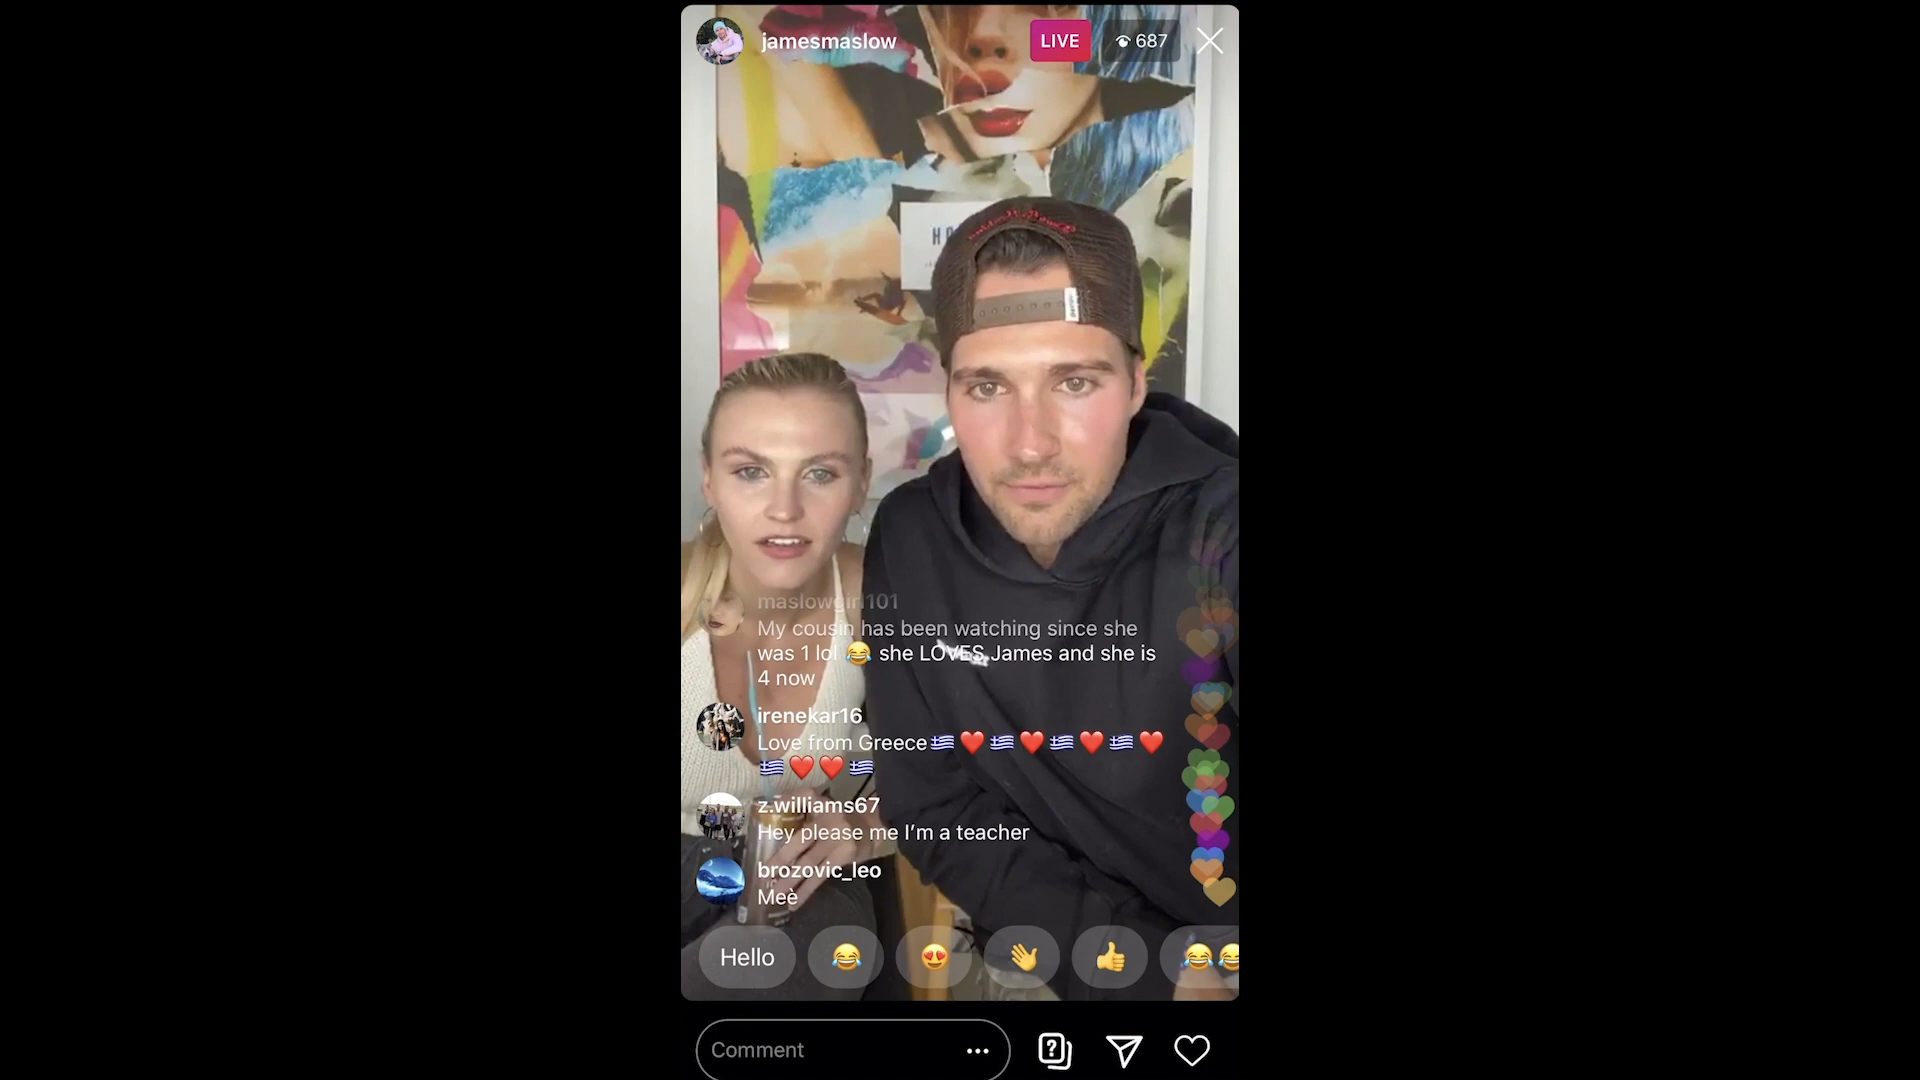 jamesmaslow
LIVE
687
maslowgirl101
My cousin has been watching since she
was 1 lol 😂 she LOVES James and she is
4 now
irenekar16
Love from Greece🇬🇷❤️🇬🇷❤️🇬🇷❤️🇬🇷❤️
🇬🇷❤️❤️🇬🇷
z.williams67
Hey please me I’m a teacher
brozovic_leo
Meè
Hello 😂 😍 👋 👍 😂😂
Comment